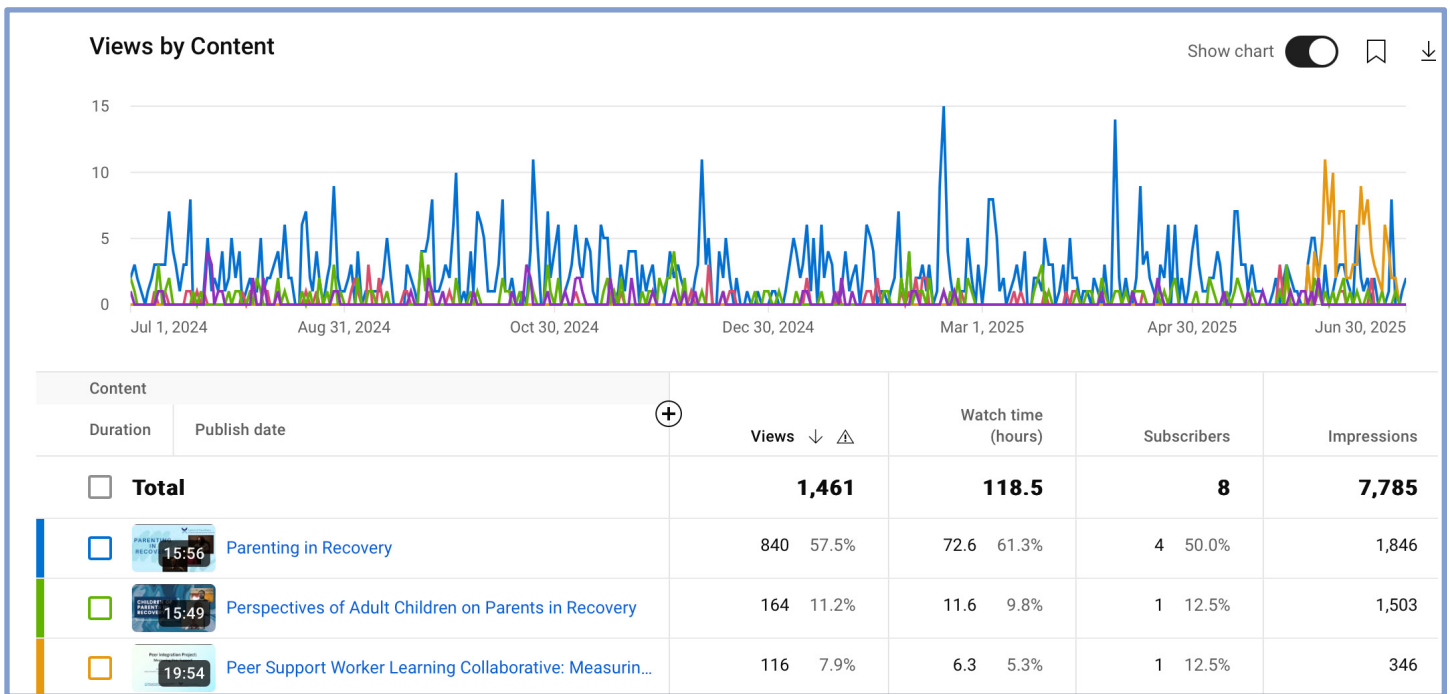 Views by Content
Show chart
15
10
5
0
Jul 1, 2024 Aug 31, 2024 Oct 30, 2024 Dec 30, 2024 Mar 1, 2025 Apr 30, 2025 Jun 30, 2025
Content
Duration Publish date
Views
Watch time
(hours)
Subscribers
Impressions
Total 1,461 118.5 8 7,785
PARENTING
IN
15:56
Parenting in Recovery 840 57.5% 72.6 61.3% 4 50.0% 1,846
15:49
Perspectives of Adult Children on Parents in Recovery 164 11.2% 11.6 9.8% 1 12.5% 1,503
Peer Integration Project:
19:54
Peer Support Worker Learning Collaborative: Measurin... 116 7.9% 6.3 5.3% 1 12.5% 346